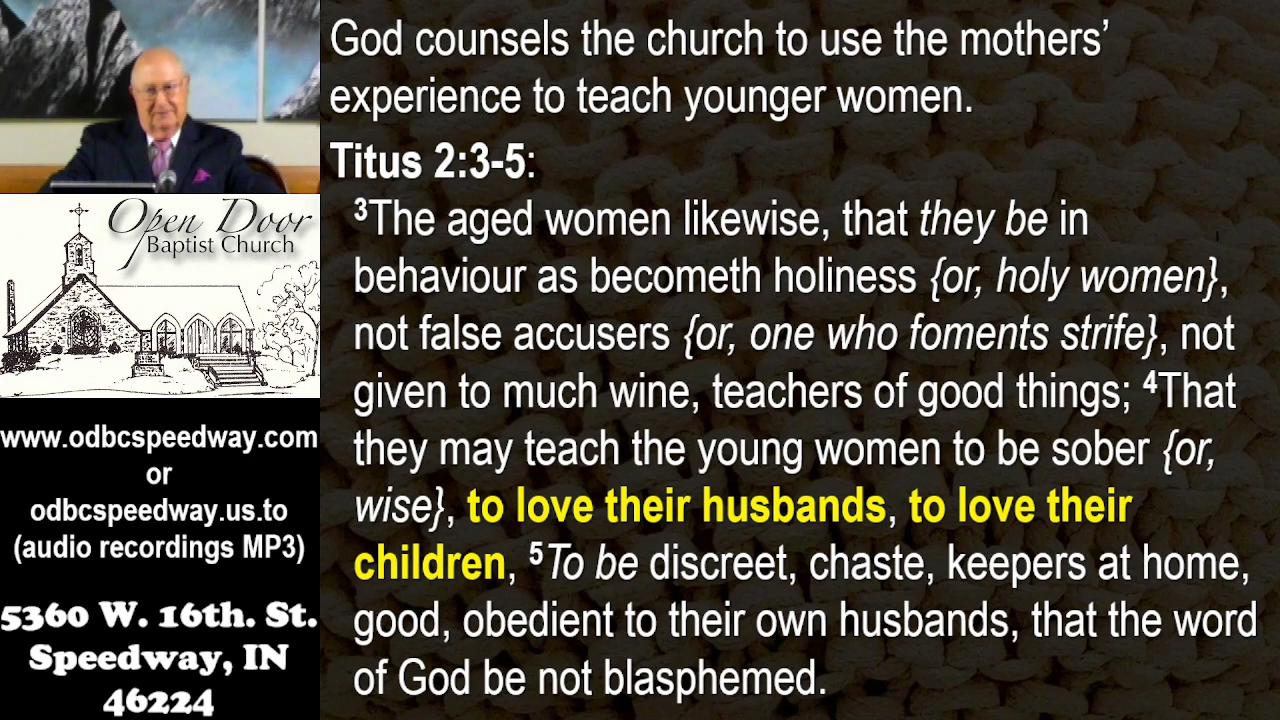 God counsels the church to use the mothers’
experience to teach younger women.
Titus 2:3-5:
³The aged women likewise, that they be in
behaviour as becometh holiness {or, holy women},
not false accusers {or, one who foments strife}, not
given to much wine, teachers of good things; ⁴That
they may teach the young women to be sober {or,
wise}, to love their husbands, to love their
children, ⁵To be discreet, chaste, keepers at home,
good, obedient to their own husbands, that the word
of God be not blasphemed.
Open Door
Baptist Church
www.odbcspeedway.com
or
odbcspeedway.us.to
(audio recordings MP3)
5360 W. 16th. St.
Speedway, IN
46224